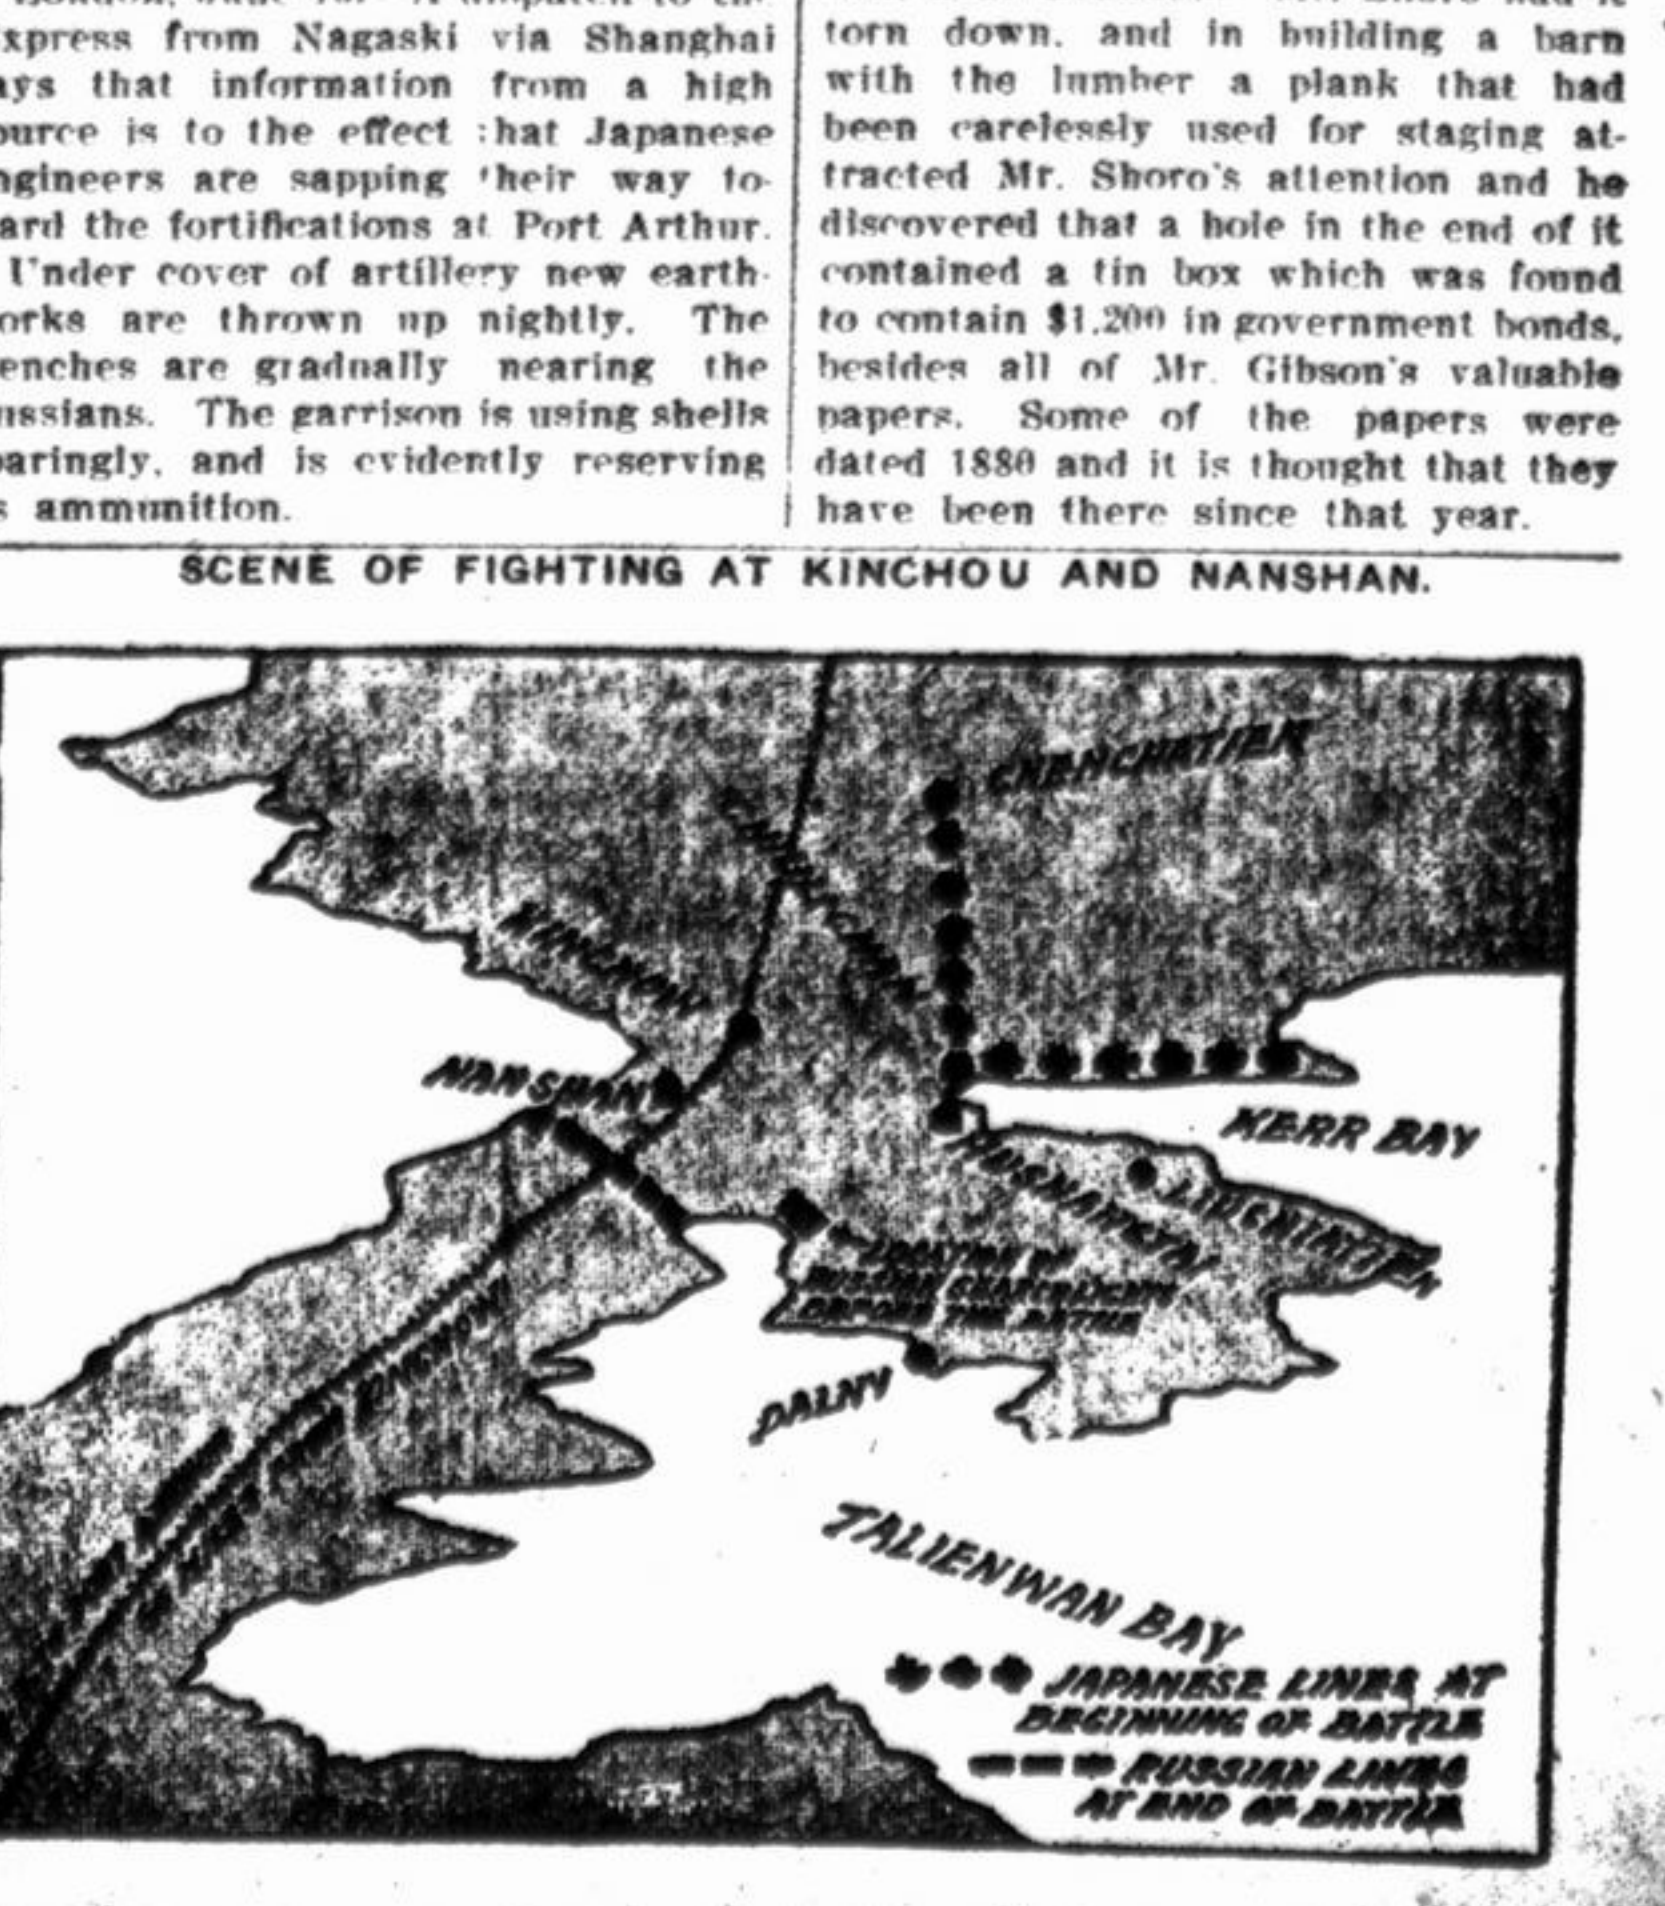 xpress from Nagaski via Shanghai
ays that information from a high
ource is to the effect that Japanese
ngineers are sapping their way to-
ard the fortifications at Port Arthur.
Under cover of artillery new earth-
orks are thrown up nightly. The
enches are gradually nearing the
ussians. The garrison is using shells
paringly, and is evidently reserving
s ammunition.
torn down, and in building a barn
with the lumber a plank that had
been carelessly used for staging at-
tracted Mr. Shoro's attention and he
discovered that a hole in the end of it
contained a tin box which was found
to contain $1,200 in government bonds,
besides all of Mr. Gibson's valuable
papers. Some of the papers were
dated 1880 and it is thought that they
have been there since that year.
SCENE OF FIGHTING AT KINCHOU AND NANSHAN.
NANSHAN
KERR BAY
LOCATION OF
BEFORE THE BATTLE
DALNY
TALIENWAN BAY
JAPANESE LINES AT
BEGINNING OF BATTLE
RUSSIAN LINES
AT END OF BATTLE